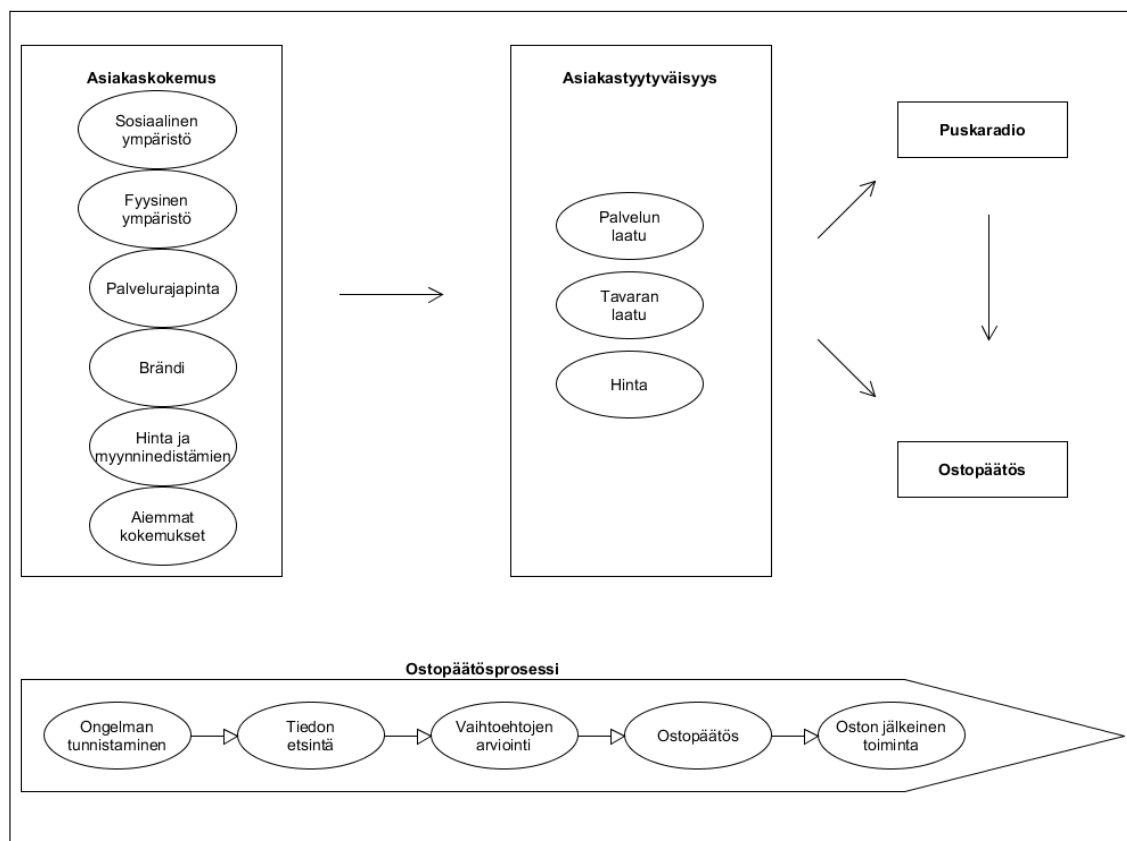 Asiakaskokemus
Sosiaalinen
ympäristö
Fyysinen
ympäristö
Palvelurajapinta
Brändi
Hinta ja
myynninedistämien
Aiemmat
kokemukset
Asiakastyytyväisyys
Palvelun
laatu
Tavaran
laatu
Hinta
Puskaradio
Ostopäätös
Ostopäätösprosessi
Ongelman
tunnistaminen
Tiedon
etsintä
Vaihtoehtojen
arviointi
Ostopäätös
Oston jälkeinen
toiminta